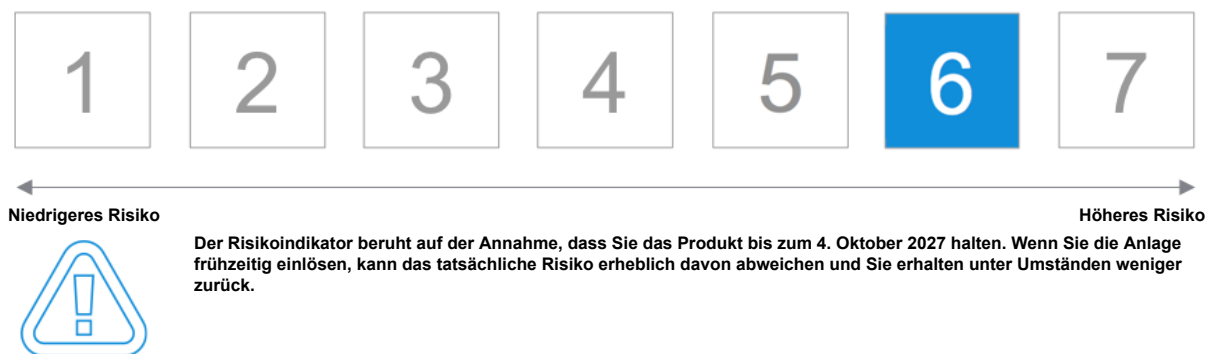 1 2 3 4 5 6 7
Niedrigeres Risiko Höheres Risiko
Der Risikoindikator beruht auf der Annahme, dass Sie das Produkt bis zum 4. Oktober 2027 halten. Wenn Sie die Anlage
frühzeitig einlösen, kann das tatsächliche Risiko erheblich davon abweichen und Sie erhalten unter Umständen weniger
zurück.